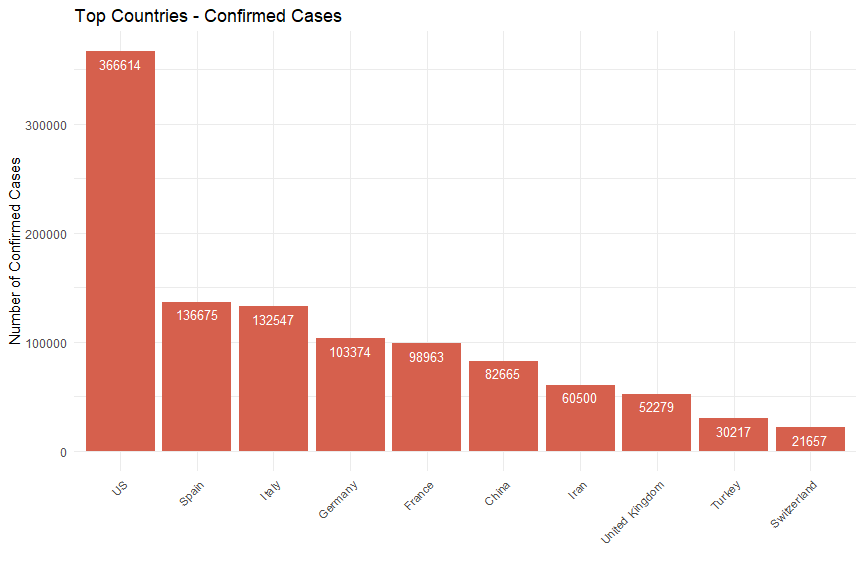 Top Countries - Confirmed Cases
Number of Confirmed Cases
300000
200000
100000
0
366614
136675
132547
103374
98963
82665
60500
52279
30217
21657
US
Spain
Italy
Germany
France
China
Iran
United Kingdom
Turkey
Switzerland